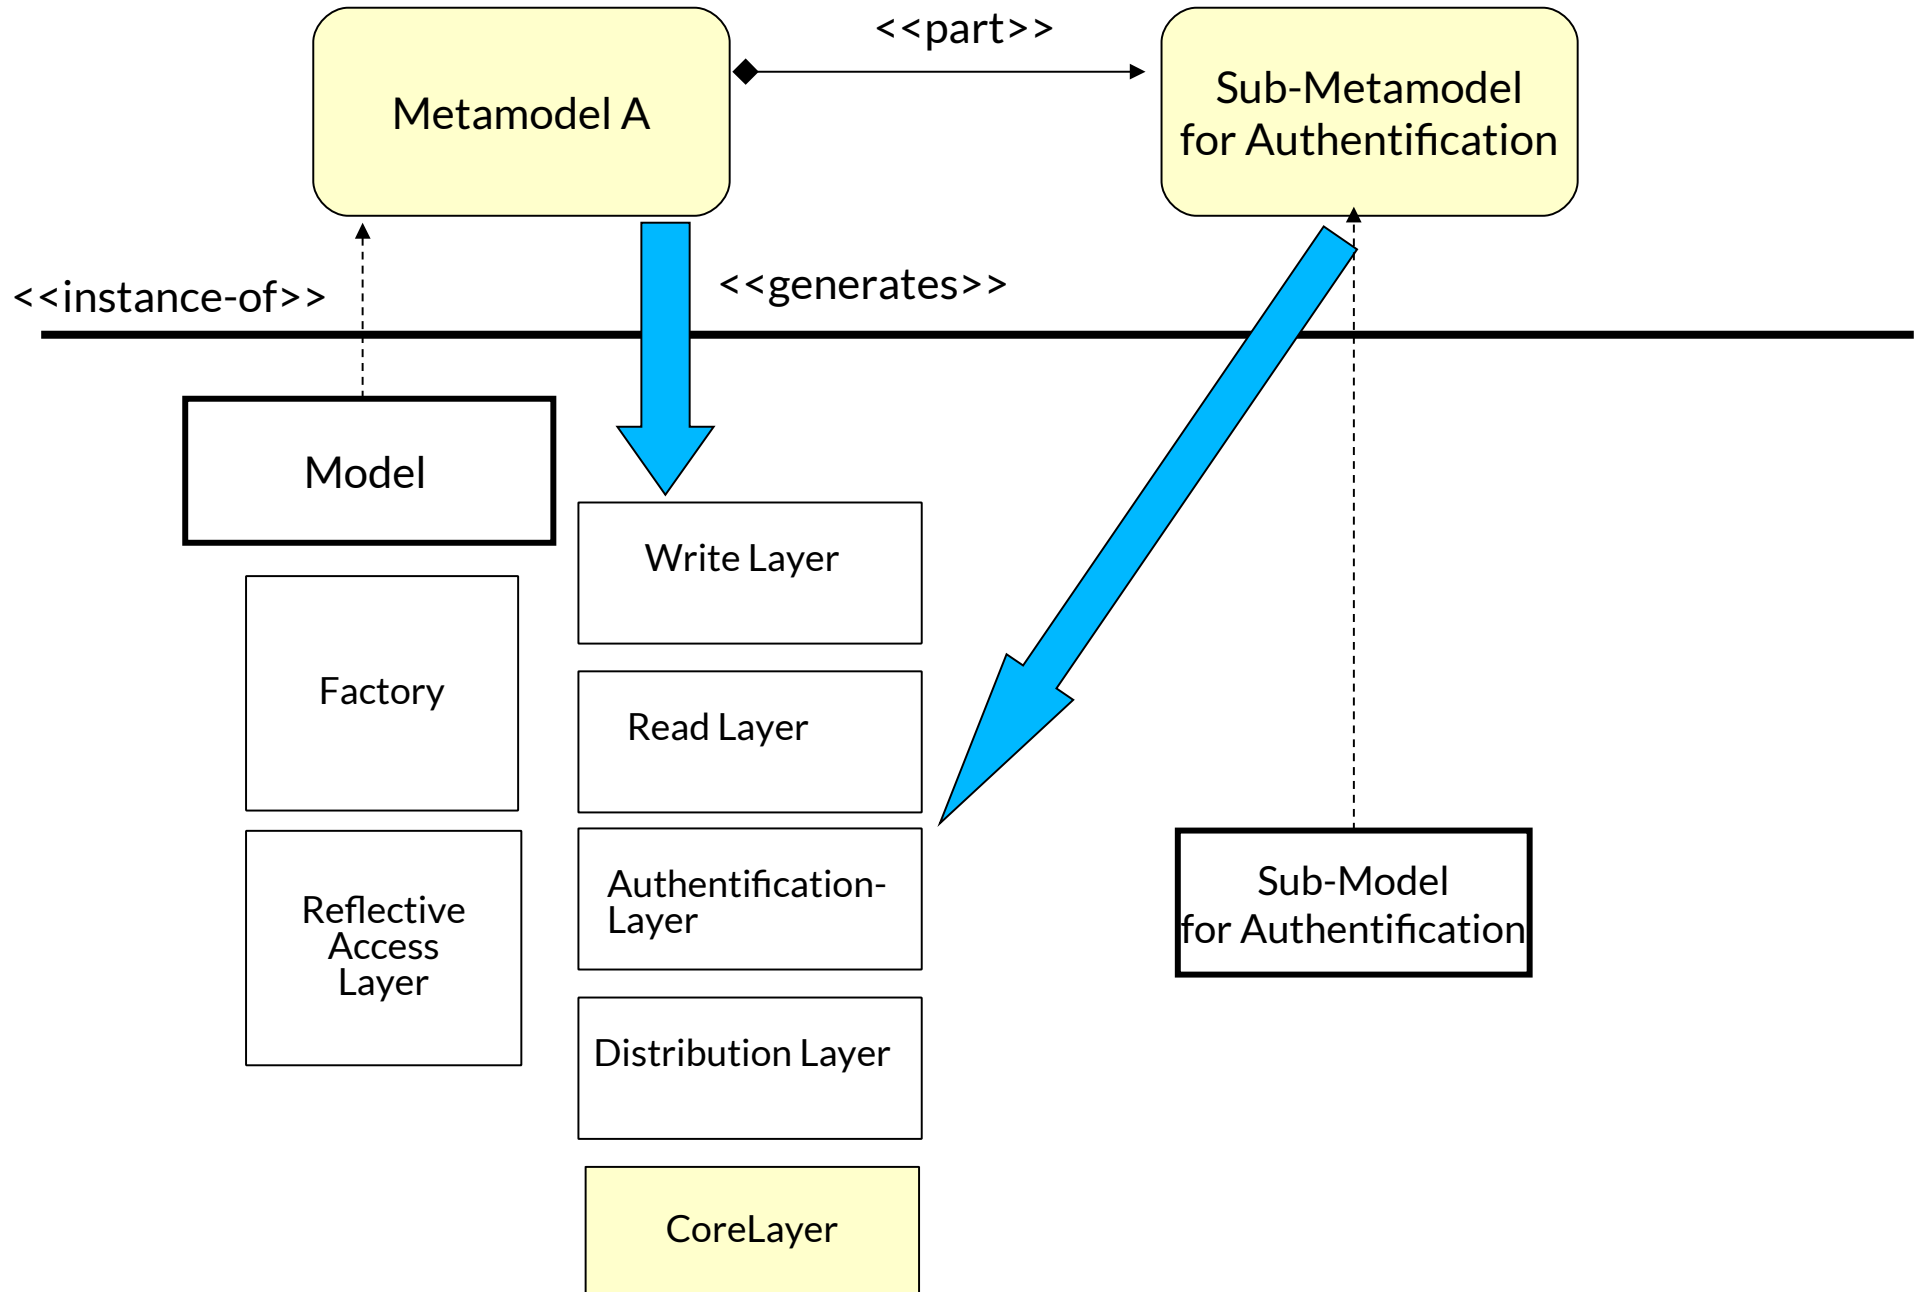 <<part>>
Metamodel A
Sub-Metamodel
for Authentification
<<instance-of>>
<<generates>>
Model
Write Layer
Factory
Read Layer
Authentification-
Layer
Reflective
Access
Layer
Sub-Model
for Authentification
Distribution Layer
CoreLayer